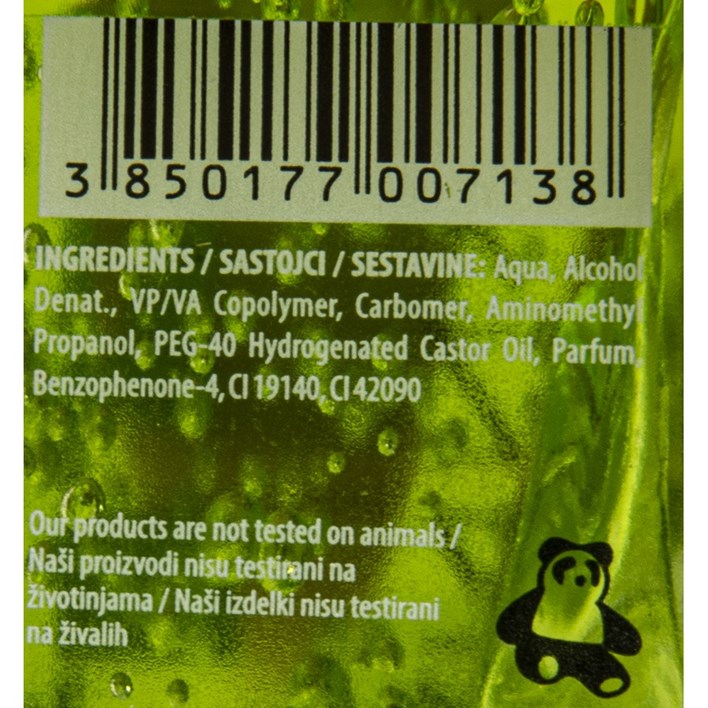 3 850177 007138
INGREDIENTS / SASTOJCI / SESTAVINE: Aqua, Alcohol
Denat., VP/VA Copolymer, Carbomer, Aminomethyl
Propanol, PEG-40 Hydrogenated Castor Oil, Parfum,
Benzophenone-4, CI 19140, CI 42090
Our products are not tested on animals /
Naši proizvodi nisu testirani na
životinjama / Naši izdelki nisu testirani
na živalih